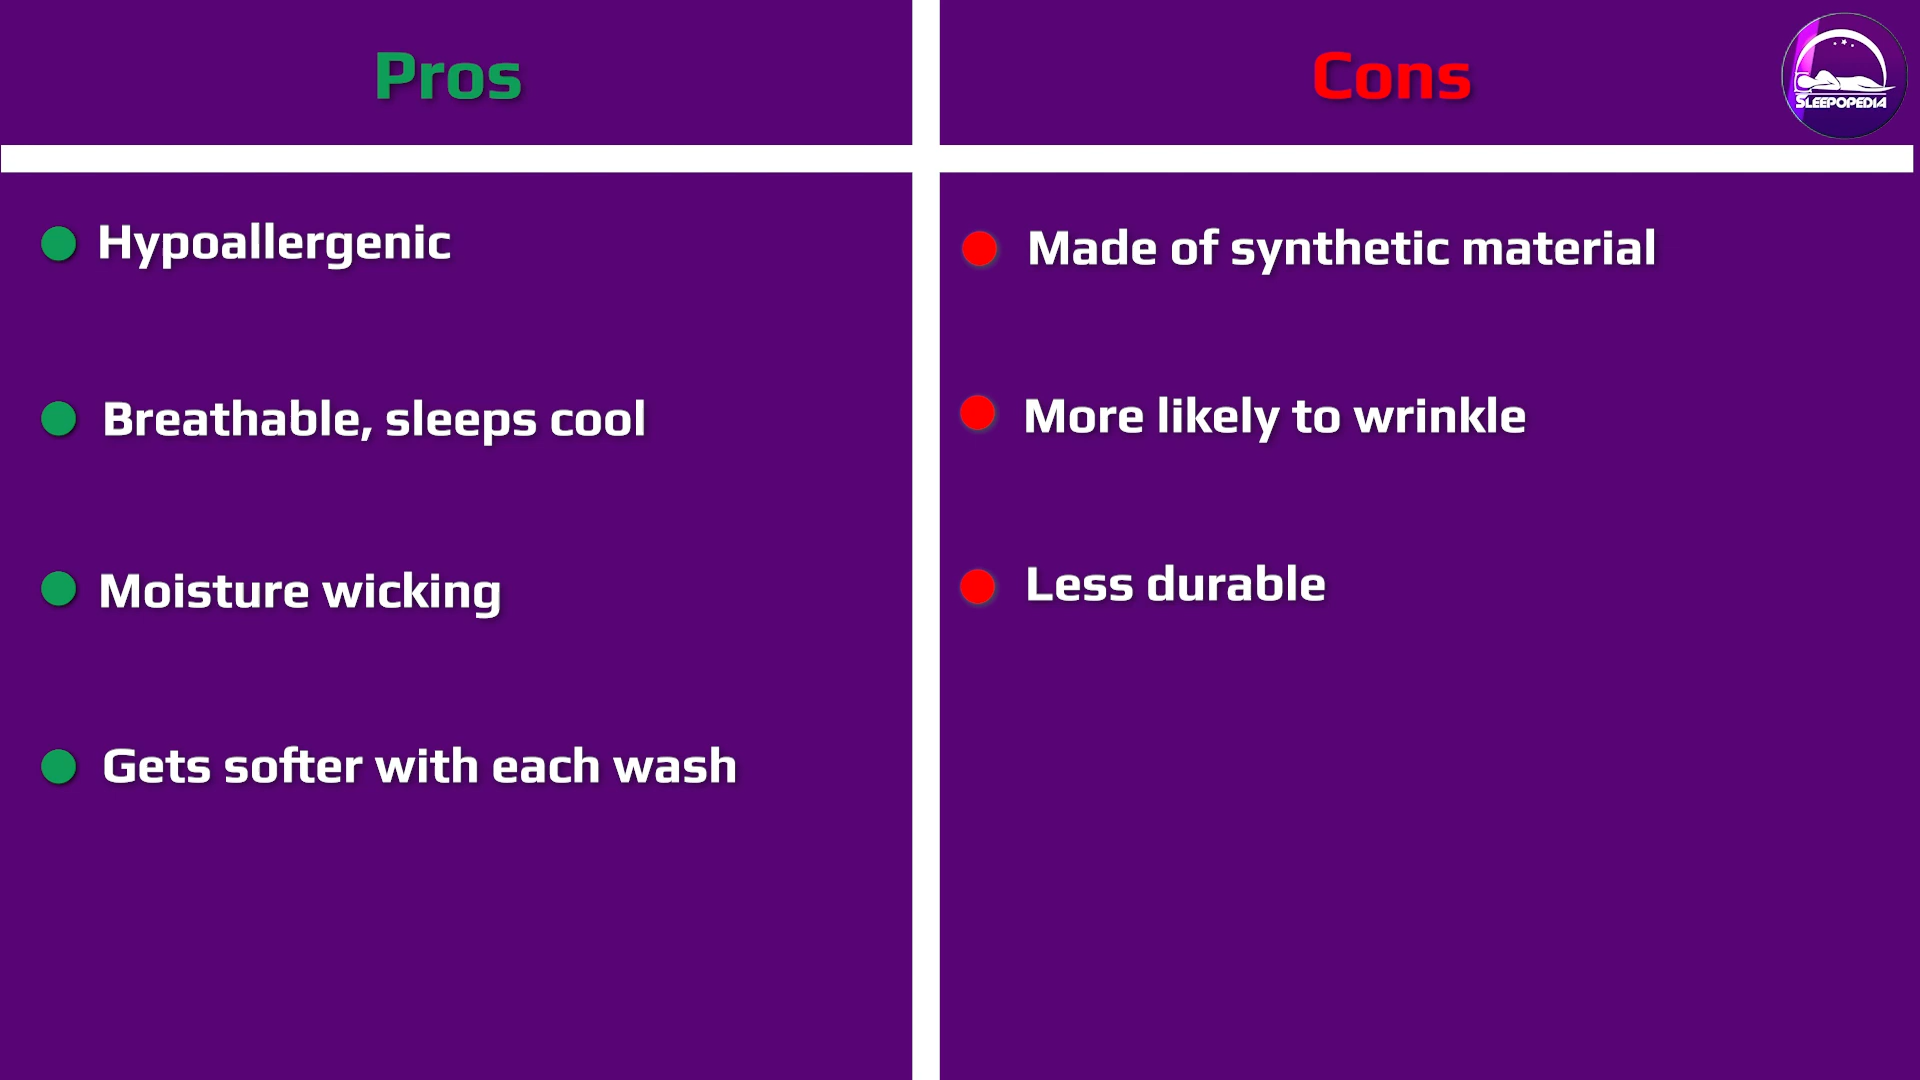 Pros
Cons
SLEEPOPEDIA
Hypoallergenic
Breathable, sleeps cool
Moisture wicking
Gets softer with each wash
Made of synthetic material
More likely to wrinkle
Less durable